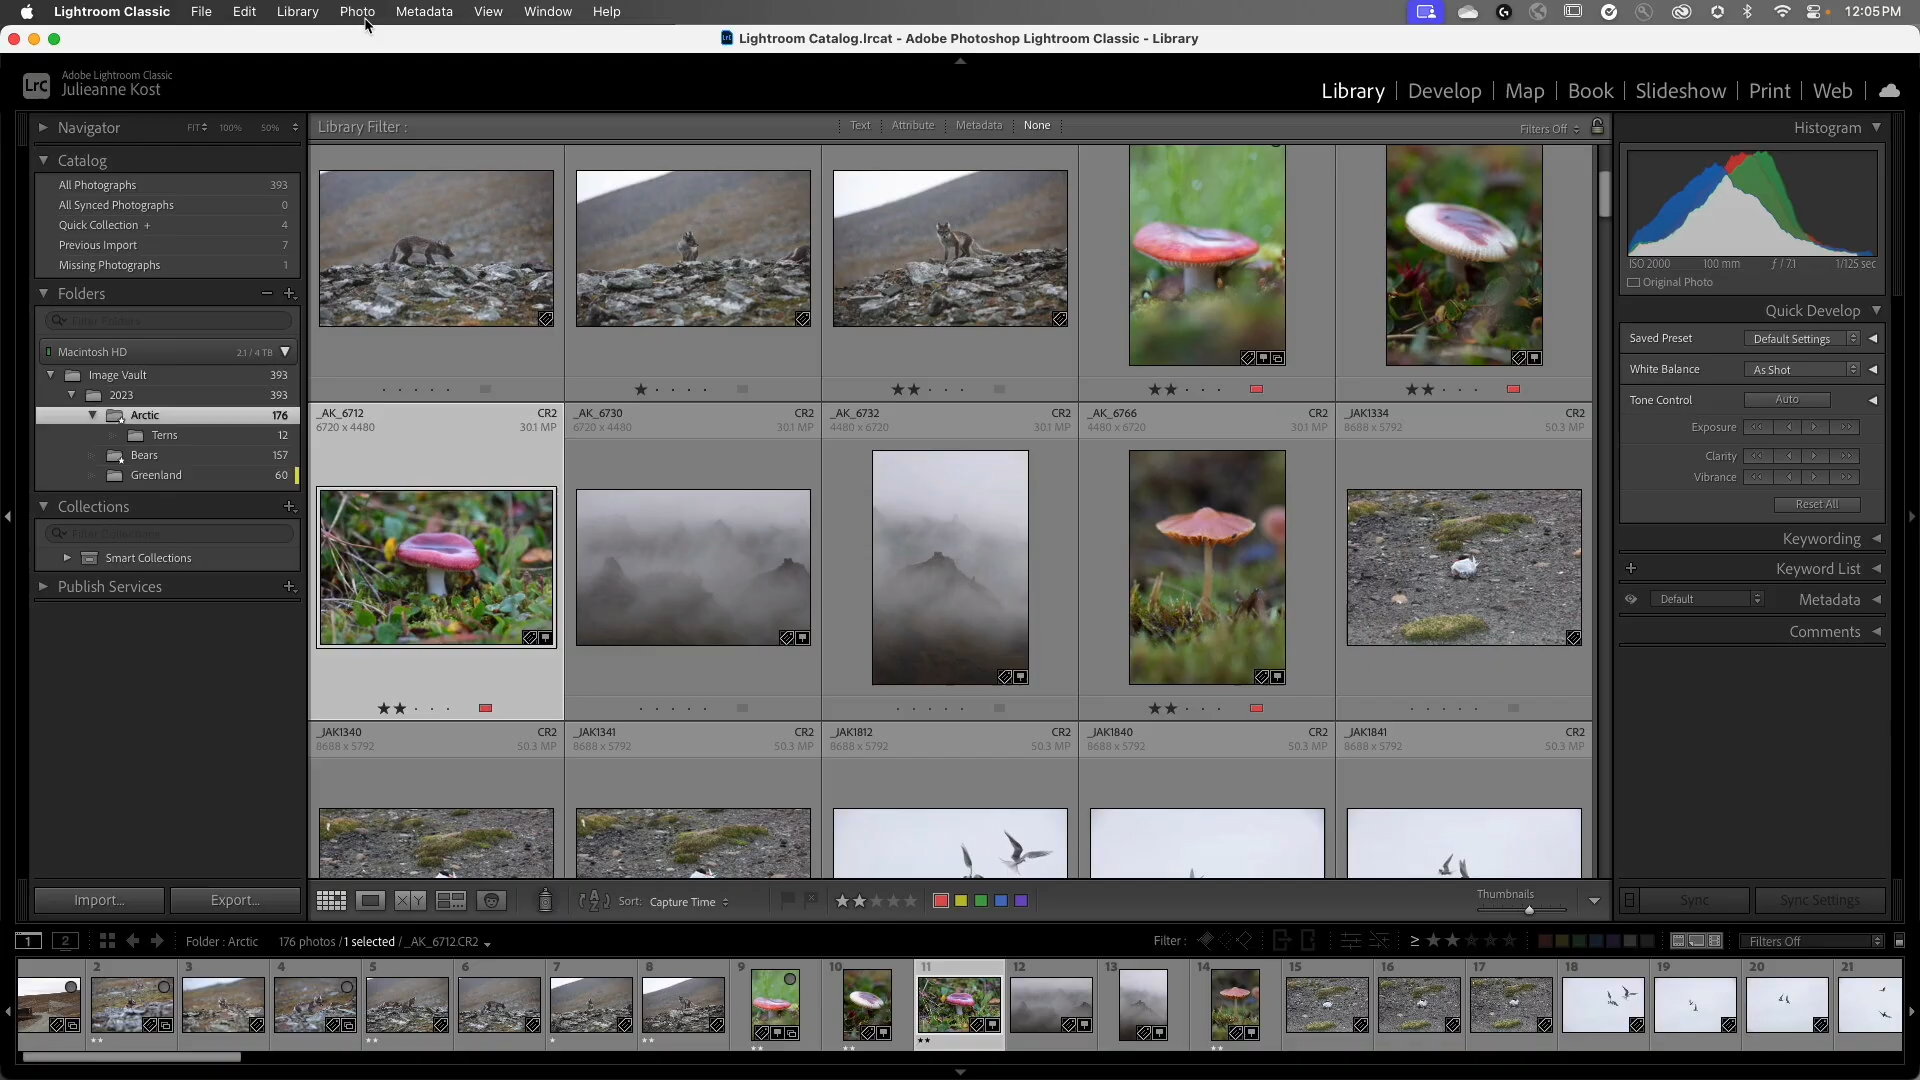 Lightroom Classic File Edit Library Photo Metadata View Window Help 12:05PM
Lightroom Catalog.lrcat - Adobe Photoshop Lightroom Classic - Library
LrC
Adobe Lightroom Classic
Julieanne Kost
Library Develop Map Book Slideshow Print Web
Navigator FIT 100% 50%
Catalog
All Photographs 393
All Synced Photographs 0
Quick Collection + 4
Previous Import 7
Missing Photographs 1
Folders
Filter Folders
Macintosh HD 2.1 / 4 TB
Image Vault 393
2023 393
Arctic 176
Terns 12
Bears 157
Greenland 60
Collections
Filter Collections
Smart Collections
Publish Services
Import... Export...
Library Filter : Text Attribute Metadata None Filters Off
_AK_6712 CR2
6720 x 4480 30.1 MP
_AK_6730 CR2
6720 x 4480 30.1 MP
_AK_6732 CR2
4480 x 6720 30.1 MP
_AK_6766 CR2
4480 x 6720 30.1 MP
_JAK1334 CR2
8688 x 5792 50.3 MP
_JAK1340 CR2
8688 x 5792 50.3 MP
_JAK1341 CR2
8688 x 5792 50.3 MP
_JAK1812 CR2
8688 x 5792 50.3 MP
_JAK1840 CR2
8688 x 5792 50.3 MP
_JAK1841 CR2
8688 x 5792 50.3 MP
X Y A Z Sort: Capture Time Thumbnails
Histogram
ISO 2000 100 mm ƒ / 7.1 1/125 sec
Original Photo
Quick Develop
Saved Preset Default Settings
White Balance As Shot
Tone Control Auto
Exposure
Clarity
Vibrance
Reset All
Keywording
Keyword List
Default Metadata
Comments
Sync Sync Settings
1 2 Folder : Arctic 176 photos / 1 selected / _AK_6712.CR2 Filter : ≥ Filters Off
2 3 4 5 6 7 8 9 10 11 12 13 14 15 16 17 18 19 20 21